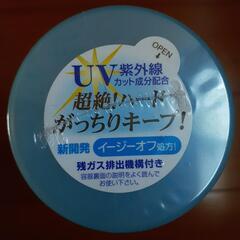 OPEN
UV紫外線
カット成分配合
超絶!ハード
がっちりキープ!
新開発 イージーオフ処方!
残ガス排出機構付き
容器裏面の説明をよく読んで
お使い下さい。